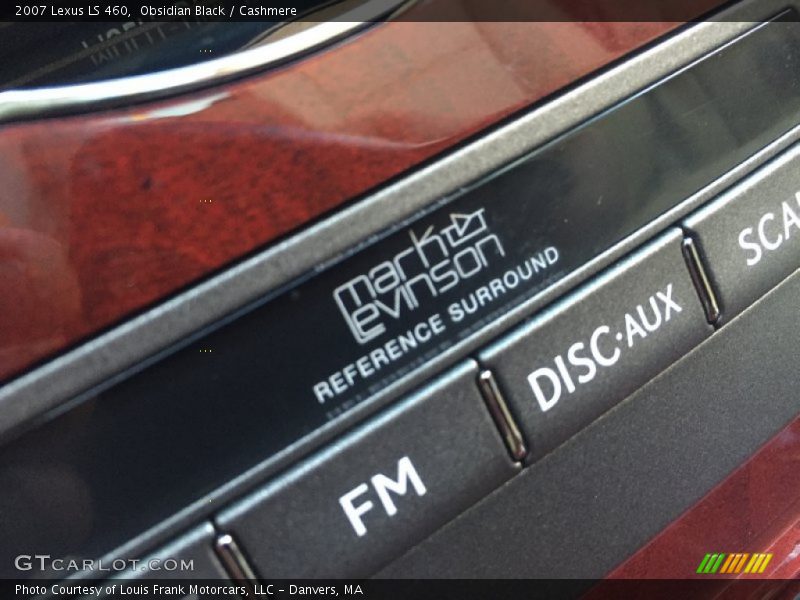 2007 Lexus LS 460,  Obsidian Black / Cashmere
mark
levinson
REFERENCE SURROUND
FM
DISC·AUX
GTCARLOT.COM
Photo Courtesy of Louis Frank Motorcars, LLC – Danvers, MA